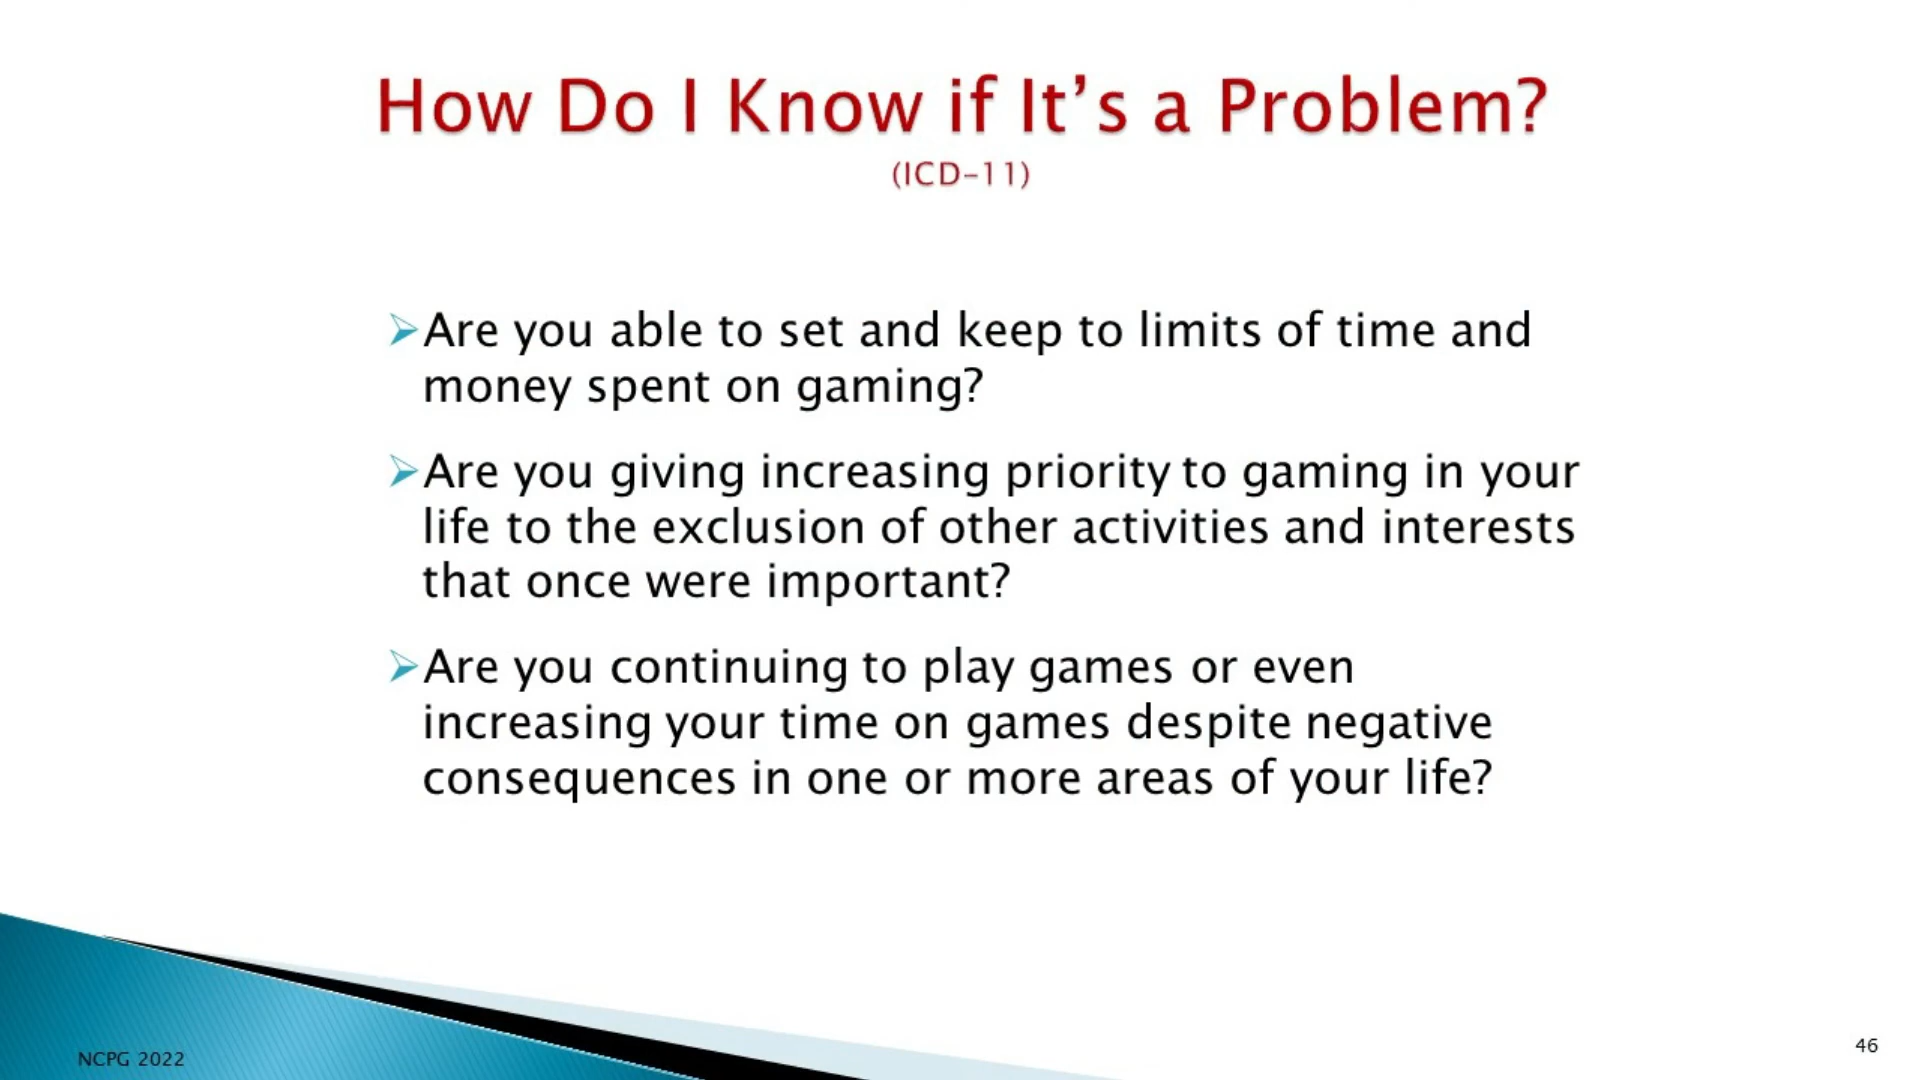 How Do I Know if It’s a Problem?
(ICD-11)
Are you able to set and keep to limits of time and
money spent on gaming?
Are you giving increasing priority to gaming in your
life to the exclusion of other activities and interests
that once were important?
Are you continuing to play games or even
increasing your time on games despite negative
consequences in one or more areas of your life?
NCPG 2022
46